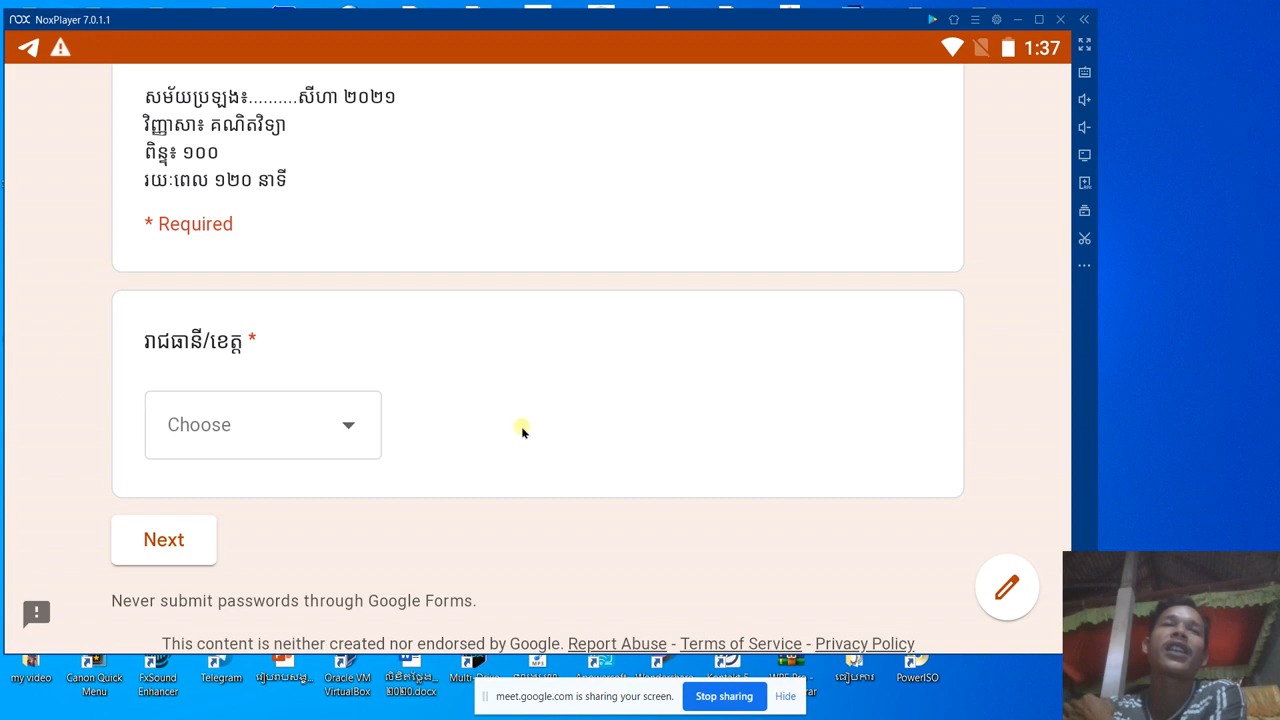 NoxPlayer 7.0.1.1
1:37
សម័យប្រឡង៖..........សីហា ២០២១
វិញ្ញាសា៖ គណិតវិទ្យា
ពិន្ទុ៖ ១០០
រយៈពេល ១២០ នាទី
* Required
រាជធានី/ខេត្ត *
Choose
Next
Never submit passwords through Google Forms.
This content is neither created nor endorsed by Google. Report Abuse - Terms of Service - Privacy Policy
my video
Canon Quick Menu
FxSound Enhancer
Telegram
Oracle VM VirtualBox
PowerISO
meet.google.com is sharing your screen.
Stop sharing
Hide